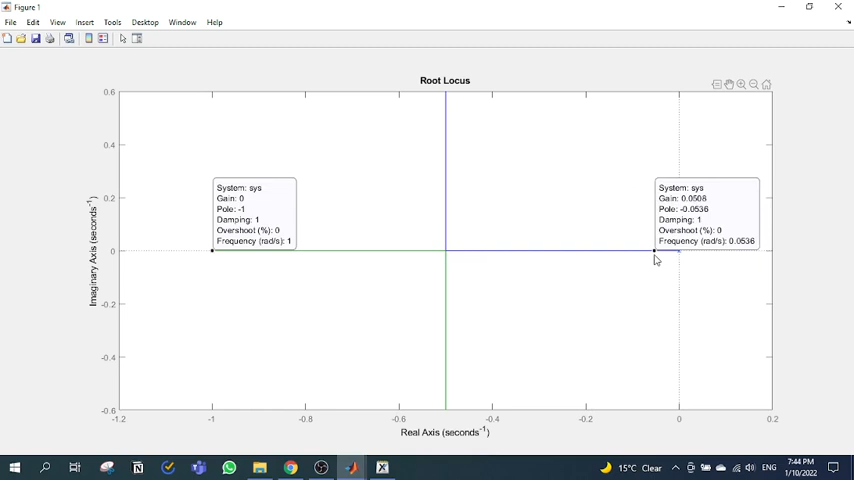 Figure 1
File Edit View Insert Tools Desktop Window Help
Root Locus
0.6
0.4
0.2
0
-0.2
-0.4
-0.6
Imaginary Axis (seconds-1)
System: sys
Gain: 0
Pole: -1
Damping: 1
Overshoot (%): 0
Frequency (rad/s): 1
System: sys
Gain: 0.0508
Pole: -0.0536
Damping: 1
Overshoot (%): 0
Frequency (rad/s): 0.0536
-1.2 -1 -0.8 -0.6 -0.4 -0.2 0 0.2
Real Axis (seconds-1)
15°C Clear ENG 7:44 PM
1/10/2022